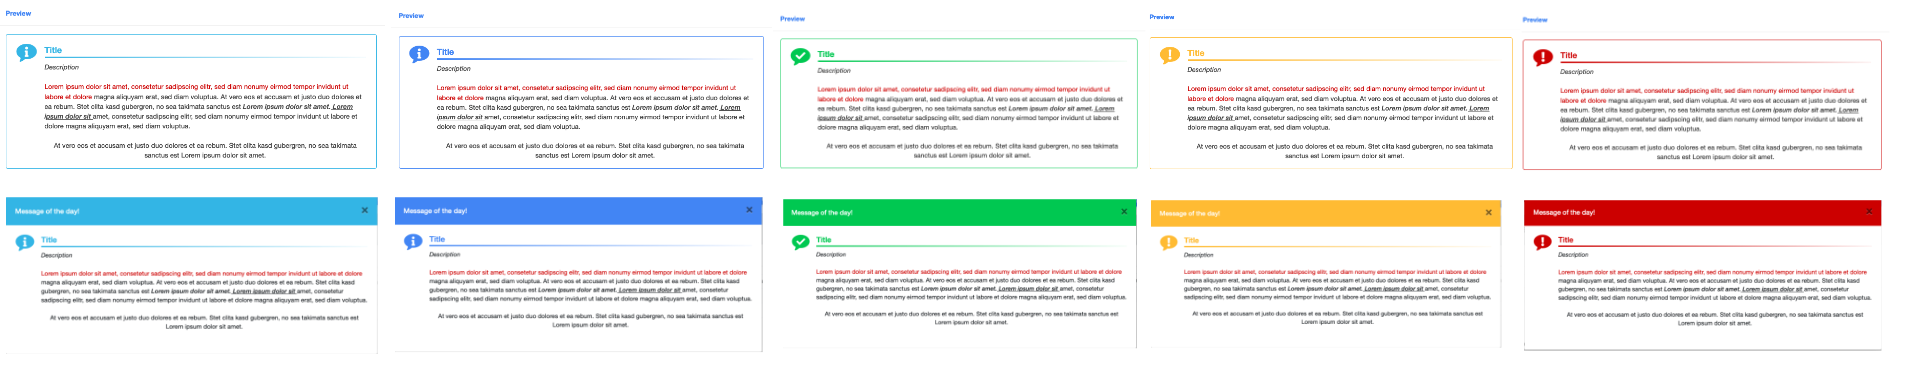 Preview
Title
Description
Lorem ipsum dolor sit amet, consetetur sadipscing elitr, sed diam nonumy eirmod tempor invidunt ut
labore et dolore magna aliquyam erat, sed diam voluptua. At vero eos et accusam et justo duo dolores et
ea rebum. Stet clita kasd gubergren, no sea takimata sanctus est Lorem ipsum dolor sit amet. Lorem
ipsum dolor sit amet, consetetur sadipscing elitr, sed diam nonumy eirmod tempor invidunt ut labore et
dolore magna aliquyam erat, sed diam voluptua.
At vero eos et accusam et justo duo dolores et ea rebum. Stet clita kasd gubergren, no sea takimata
sanctus est Lorem ipsum dolor sit amet.
Preview
Title
Description
Lorem ipsum dolor sit amet, consetetur sadipscing elitr, sed diam nonumy eirmod tempor invidunt ut
labore et dolore magna aliquyam erat, sed diam voluptua. At vero eos et accusam et justo duo dolores et
ea rebum. Stet clita kasd gubergren, no sea takimata sanctus est Lorem ipsum dolor sit amet. Lorem
ipsum dolor sit amet, consetetur sadipscing elitr, sed diam nonumy eirmod tempor invidunt ut labore et
dolore magna aliquyam erat, sed diam voluptua.
At vero eos et accusam et justo duo dolores et ea rebum. Stet clita kasd gubergren, no sea takimata
sanctus est Lorem ipsum dolor sit amet.
Preview
Title
Description
Lorem ipsum dolor sit amet, consetetur sadipscing elitr, sed diam nonumy eirmod tempor invidunt ut
labore et dolore magna aliquyam erat, sed diam voluptua. At vero eos et accusam et justo duo dolores et
ea rebum. Stet clita kasd gubergren, no sea takimata sanctus est Lorem ipsum dolor sit amet. Lorem
ipsum dolor sit amet, consetetur sadipscing elitr, sed diam nonumy eirmod tempor invidunt ut labore et
dolore magna aliquyam erat, sed diam voluptua.
At vero eos et accusam et justo duo dolores et ea rebum. Stet clita kasd gubergren, no sea takimata
sanctus est Lorem ipsum dolor sit amet.
Preview
Title
Description
Lorem ipsum dolor sit amet, consetetur sadipscing elitr, sed diam nonumy eirmod tempor invidunt ut
labore et dolore magna aliquyam erat, sed diam voluptua. At vero eos et accusam et justo duo dolores et
ea rebum. Stet clita kasd gubergren, no sea takimata sanctus est Lorem ipsum dolor sit amet. Lorem
ipsum dolor sit amet, consetetur sadipscing elitr, sed diam nonumy eirmod tempor invidunt ut labore et
dolore magna aliquyam erat, sed diam voluptua.
At vero eos et accusam et justo duo dolores et ea rebum. Stet clita kasd gubergren, no sea takimata
sanctus est Lorem ipsum dolor sit amet.
Preview
Title
Description
Lorem ipsum dolor sit amet, consetetur sadipscing elitr, sed diam nonumy eirmod tempor invidunt ut
labore et dolore magna aliquyam erat, sed diam voluptua. At vero eos et accusam et justo duo dolores et
ea rebum. Stet clita kasd gubergren, no sea takimata sanctus est Lorem ipsum dolor sit amet. Lorem
ipsum dolor sit amet, consetetur sadipscing elitr, sed diam nonumy eirmod tempor invidunt ut labore et
dolore magna aliquyam erat, sed diam voluptua.
At vero eos et accusam et justo duo dolores et ea rebum. Stet clita kasd gubergren, no sea takimata
sanctus est Lorem ipsum dolor sit amet.
Message of the day!
Title
Description
Lorem ipsum dolor sit amet, consetetur sadipscing elitr, sed diam nonumy eirmod tempor invidunt ut labore et dolore
magna aliquyam erat, sed diam voluptua. At vero eos et accusam et justo duo dolores et ea rebum. Stet clita kasd
gubergren, no sea takimata sanctus est Lorem ipsum dolor sit amet. Lorem ipsum dolor sit amet, consetetur
sadipscing elitr, sed diam nonumy eirmod tempor invidunt ut labore et dolore magna aliquyam erat, sed diam voluptua.
At vero eos et accusam et justo duo dolores et ea rebum. Stet clita kasd gubergren, no sea takimata sanctus est
Lorem ipsum dolor sit amet.
Message of the day!
Title
Description
Lorem ipsum dolor sit amet, consetetur sadipscing elitr, sed diam nonumy eirmod tempor invidunt ut labore et dolore
magna aliquyam erat, sed diam voluptua. At vero eos et accusam et justo duo dolores et ea rebum. Stet clita kasd
gubergren, no sea takimata sanctus est Lorem ipsum dolor sit amet. Lorem ipsum dolor sit amet, consetetur
sadipscing elitr, sed diam nonumy eirmod tempor invidunt ut labore et dolore magna aliquyam erat, sed diam voluptua.
At vero eos et accusam et justo duo dolores et ea rebum. Stet clita kasd gubergren, no sea takimata sanctus est
Lorem ipsum dolor sit amet.
Message of the day!
Title
Description
Lorem ipsum dolor sit amet, consetetur sadipscing elitr, sed diam nonumy eirmod tempor invidunt ut labore et dolore
magna aliquyam erat, sed diam voluptua. At vero eos et accusam et justo duo dolores et ea rebum. Stet clita kasd
gubergren, no sea takimata sanctus est Lorem ipsum dolor sit amet. Lorem ipsum dolor sit amet, consetetur
sadipscing elitr, sed diam nonumy eirmod tempor invidunt ut labore et dolore magna aliquyam erat, sed diam voluptua.
At vero eos et accusam et justo duo dolores et ea rebum. Stet clita kasd gubergren, no sea takimata sanctus est
Lorem ipsum dolor sit amet.
Message of the day!
Title
Description
Lorem ipsum dolor sit amet, consetetur sadipscing elitr, sed diam nonumy eirmod tempor invidunt ut labore et dolore
magna aliquyam erat, sed diam voluptua. At vero eos et accusam et justo duo dolores et ea rebum. Stet clita kasd
gubergren, no sea takimata sanctus est Lorem ipsum dolor sit amet. Lorem ipsum dolor sit amet, consetetur
sadipscing elitr, sed diam nonumy eirmod tempor invidunt ut labore et dolore magna aliquyam erat, sed diam voluptua.
At vero eos et accusam et justo duo dolores et ea rebum. Stet clita kasd gubergren, no sea takimata sanctus est
Lorem ipsum dolor sit amet.
Message of the day!
Title
Description
Lorem ipsum dolor sit amet, consetetur sadipscing elitr, sed diam nonumy eirmod tempor invidunt ut labore et dolore
magna aliquyam erat, sed diam voluptua. At vero eos et accusam et justo duo dolores et ea rebum. Stet clita kasd
gubergren, no sea takimata sanctus est Lorem ipsum dolor sit amet. Lorem ipsum dolor sit amet, consetetur
sadipscing elitr, sed diam nonumy eirmod tempor invidunt ut labore et dolore magna aliquyam erat, sed diam voluptua.
At vero eos et accusam et justo duo dolores et ea rebum. Stet clita kasd gubergren, no sea takimata sanctus est
Lorem ipsum dolor sit amet.